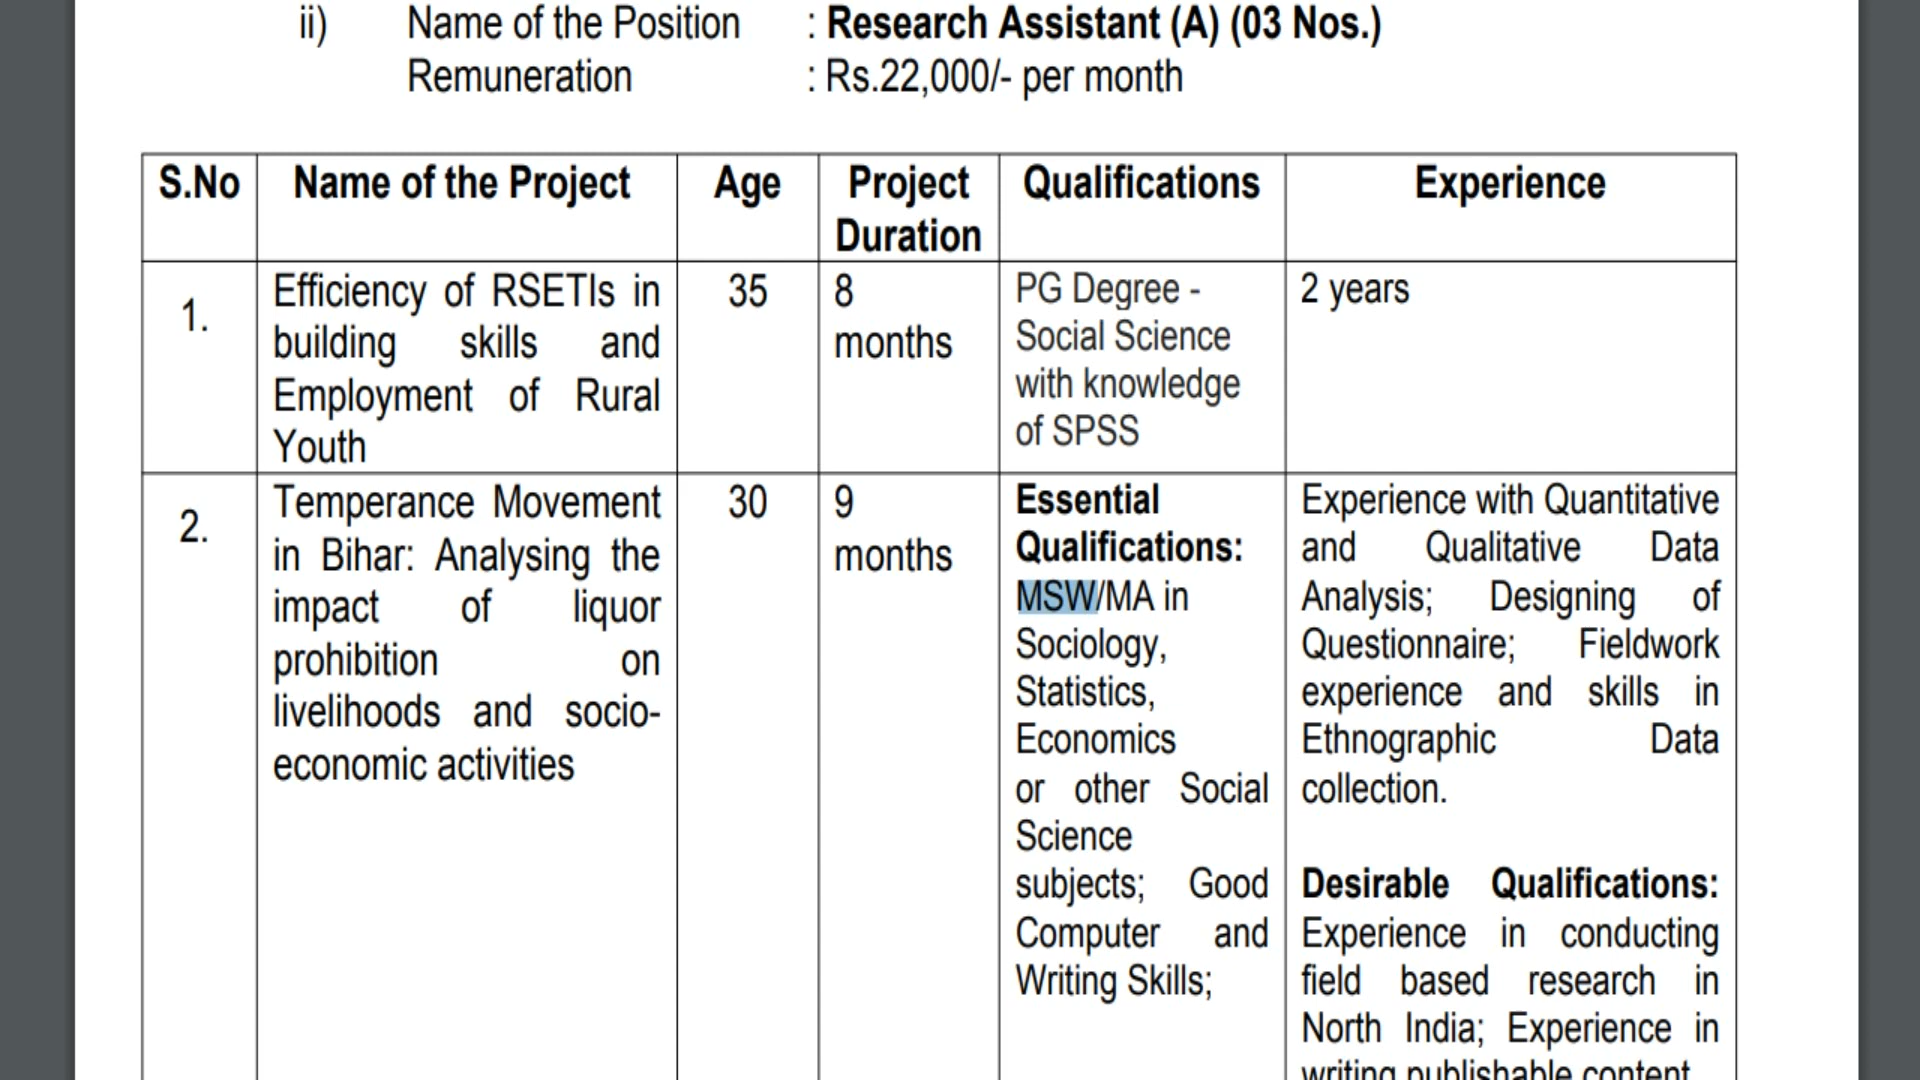 ii) Name of the Position : Research Assistant (A) (03 Nos.)
Remuneration : Rs.22,000/- per month
S.No Name of the Project Age Project Duration Qualifications Experience
1.
Efficiency of RSETIs in
building skills and
Employment of Rural
Youth
35
8
months
PG Degree -
Social Science
with knowledge
of SPSS
2 years
2.
Temperance Movement
in Bihar: Analysing the
impact of liquor
prohibition on
livelihoods and socio-
economic activities
30
9
months
Essential
Qualifications:
MSW/MA in
Sociology,
Statistics,
Economics
or other Social
Science
subjects; Good
Computer and
Writing Skills;
Experience with Quantitative
and Qualitative Data
Analysis; Designing of
Questionnaire; Fieldwork
experience and skills in
Ethnographic Data
collection.
Desirable Qualifications:
Experience in conducting
field based research in
North India; Experience in
writing publishable content